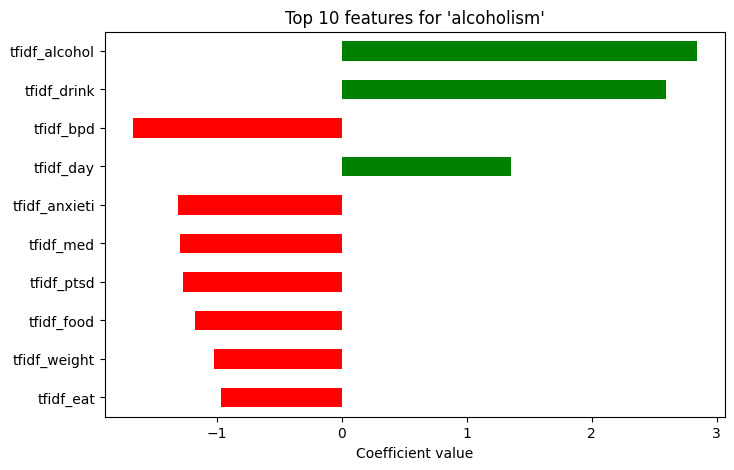 Top 10 features for 'alcoholism'
tfidf_alcohol
tfidf_drink
tfidf_bpd
tfidf_day
tfidf_anxieti
tfidf_med
tfidf_ptsd
tfidf_food
tfidf_weight
tfidf_eat
−1 0 1 2 3
Coefficient value